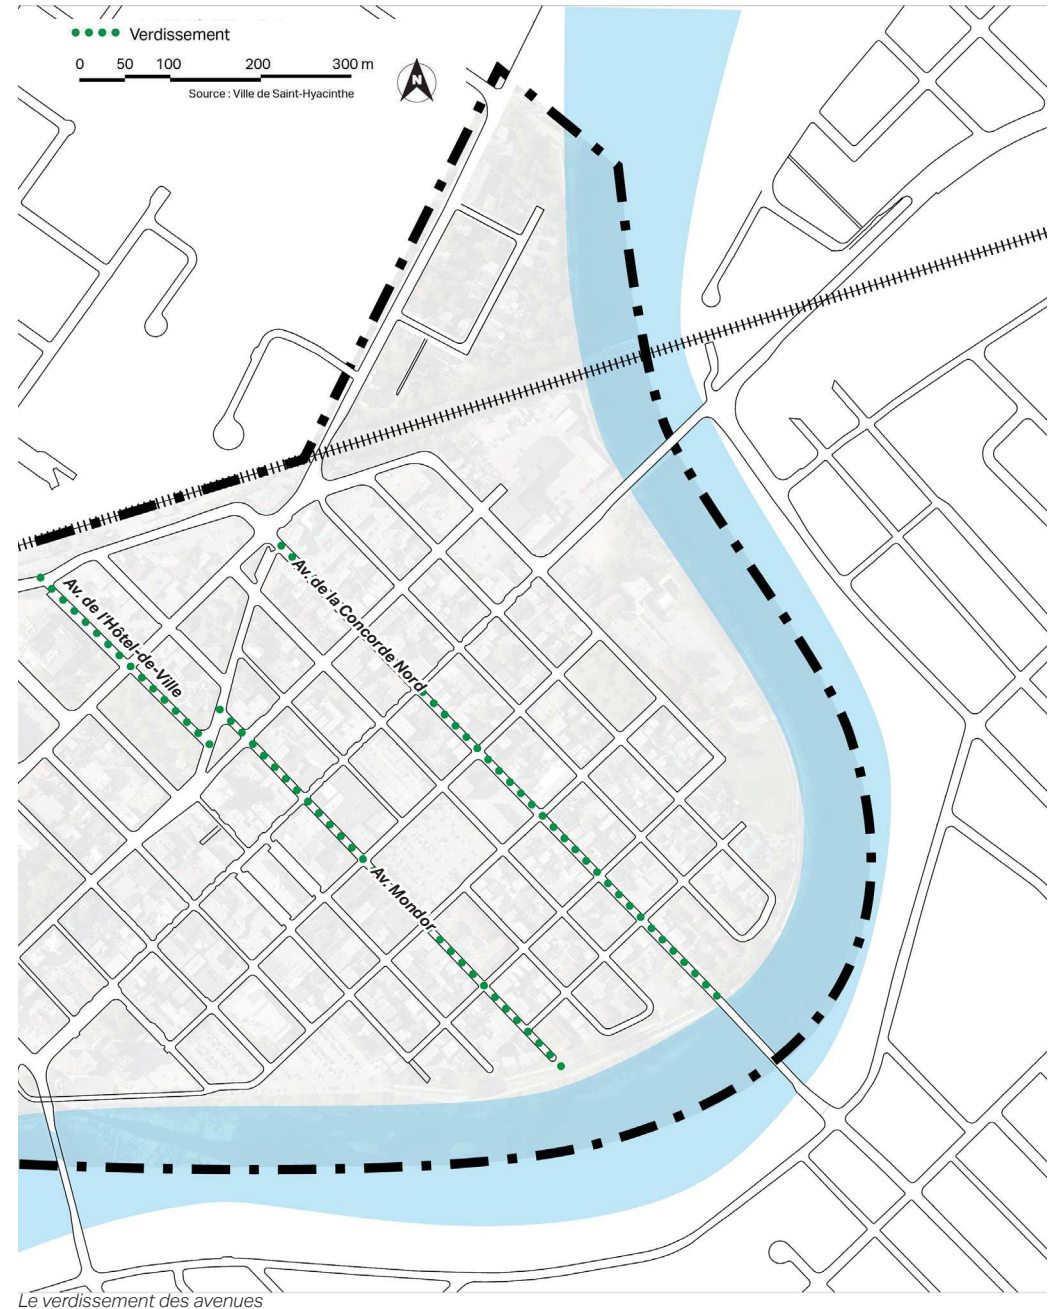 Verdissement
0 50 100 200 300 m
N
Source : Ville de Saint-Hyacinthe
Av. de l'Hôtel-de-Ville
Av. de la Concorde Nord
Av. Mondor
Le verdissement des avenues